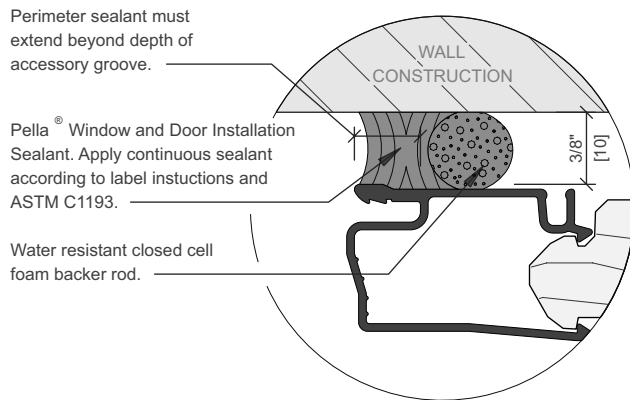 Perimeter sealant must
extend beyond depth of
accessory groove.
WALL
CONSTRUCTION
Pella ® Window and Door Installation
Sealant. Apply continuous sealant
according to label instuctions and
ASTM C1193.
3/8"
[10]
Water resistant closed cell
foam backer rod.